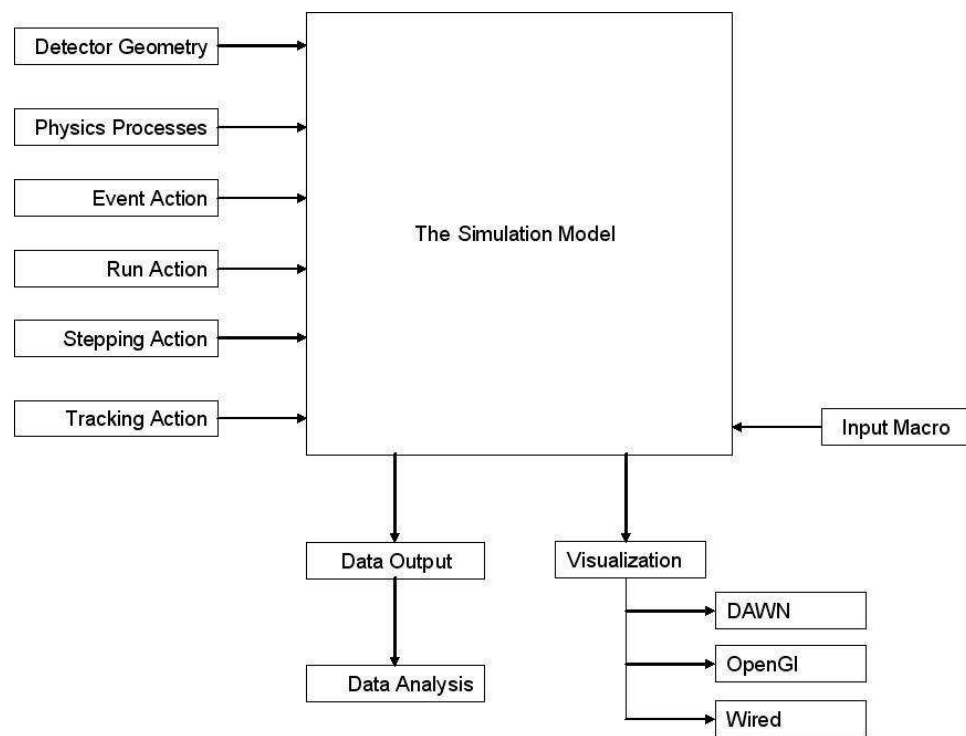 Detector Geometry
Physics Processes
Event Action
Run Action
Stepping Action
Tracking Action
The Simulation Model
Input Macro
Data Output
Data Analysis
Visualization
DAWN
OpenGl
Wired